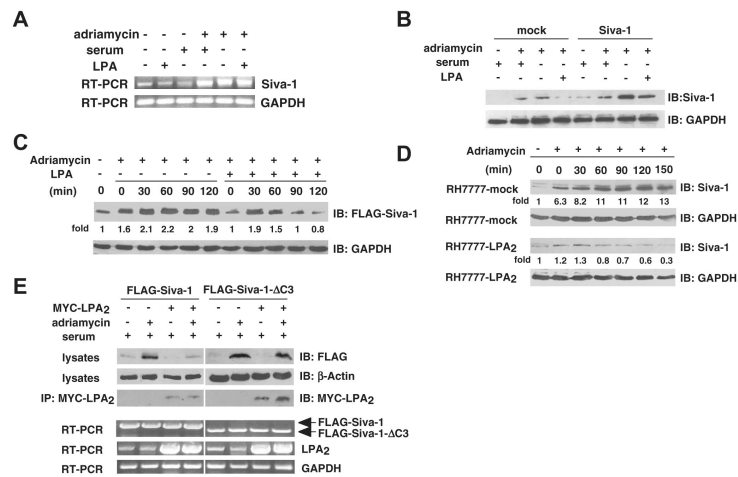 A
adriamycin - - - + + +
serum - - + + - -
LPA - + - - - +
RT-PCR Siva-1
RT-PCR GAPDH
B
mock Siva-1
adriamycin - + + + - + + +
serum + + - - + + - -
LPA - - - + - - - +
IB:Siva-1
IB: GAPDH
C
Adriamycin - + + + + + + + + + +
LPA - - - - - - + + + + +
(min) 0 0 30 60 90 120 0 30 60 90 120
IB: FLAG-Siva-1
fold 1 1.6 2.1 2.2 2 1.9 1 1.9 1.5 1 0.8
IB: GAPDH
D
Adriamycin - + + + + + +
(min) 0 0 30 60 90 120 150
RH7777-mock IB: Siva-1
fold 1 6.3 8.2 11 11 12 13
RH7777-mock IB: GAPDH
RH7777-LPA2 IB: Siva-1
fold 1 1.2 1.3 0.8 0.7 0.6 0.3
RH7777-LPA2 IB: GAPDH
E
FLAG-Siva-1 FLAG-Siva-1-ΔC3
MYC-LPA2 - - + + - - + +
adriamycin - + - + - + - +
serum + + + + + + + +
lysates IB: FLAG
lysates IB: β-Actin
IP: MYC-LPA2 IB: MYC-LPA2
RT-PCR FLAG-Siva-1
FLAG-Siva-1-ΔC3
RT-PCR LPA2
RT-PCR GAPDH